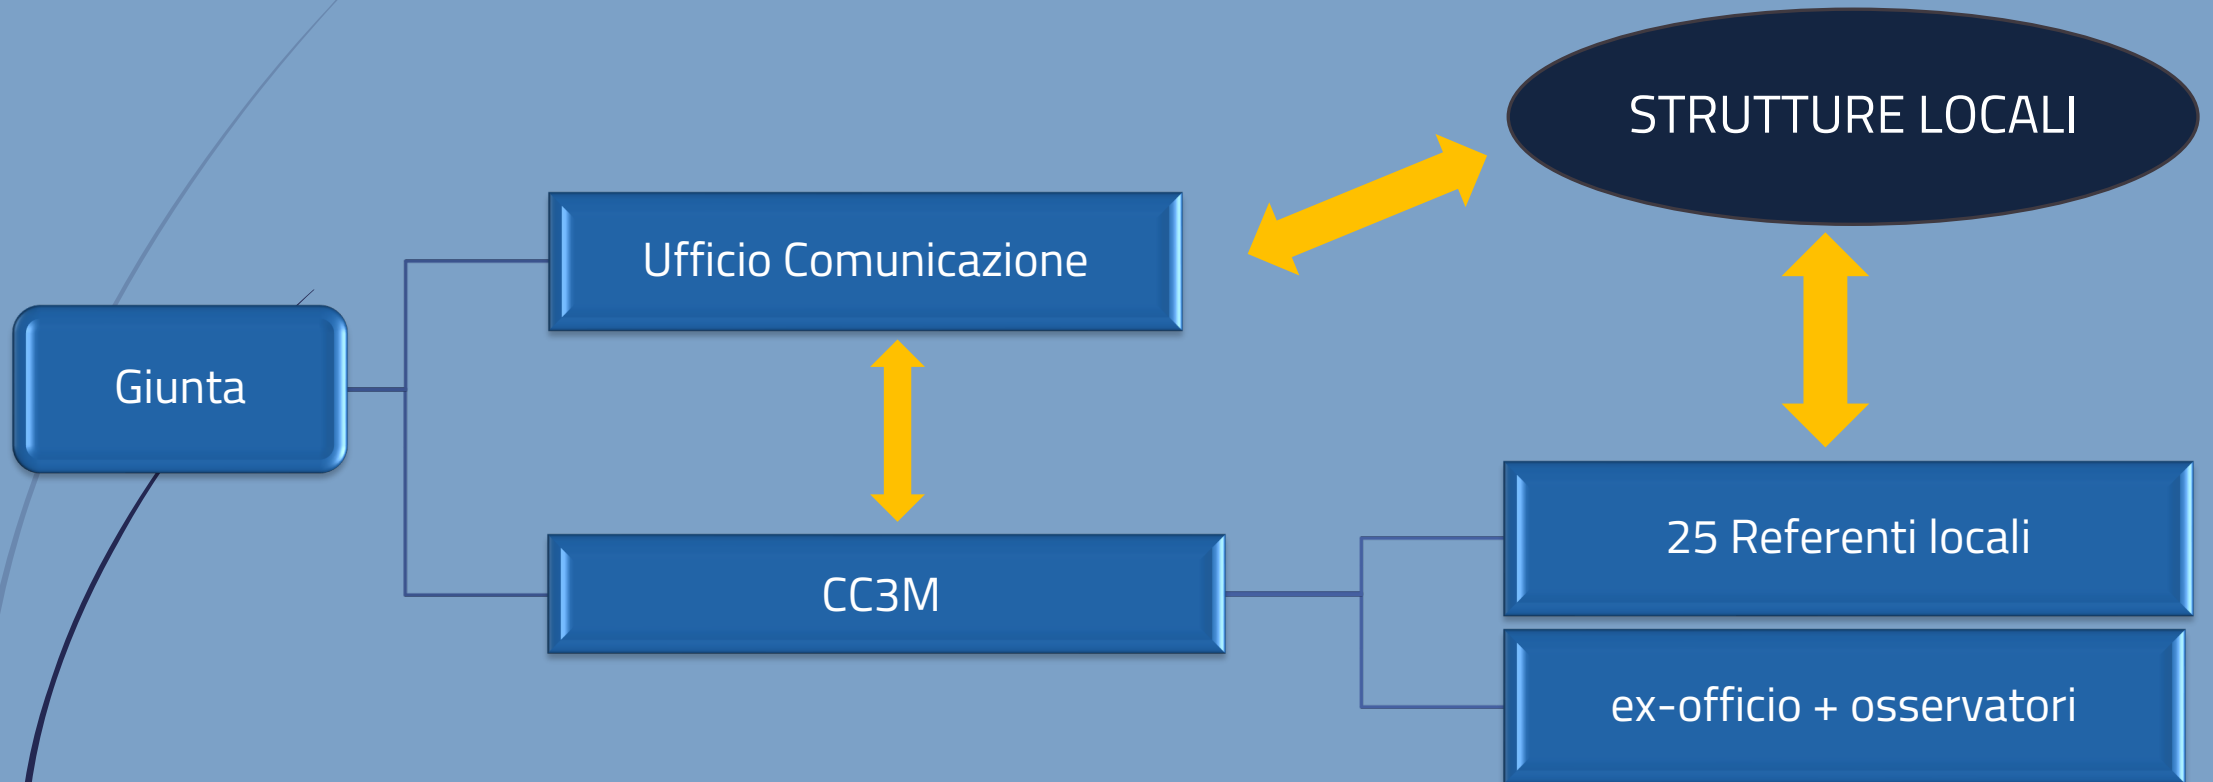 STRUTTURE LOCALI
Ufficio Comunicazione
Giunta
25 Referenti locali
CC3M
ex-officio + osservatori